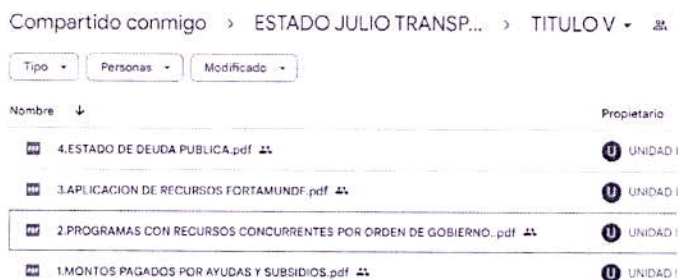 Compartido conmigo > ESTADO JULIO TRANSP... > TITULO V
Tipo Personas Modificado
Nombre ↓ Propietario
4.ESTADO DE DEUDA PUBLICA.pdf U UNIDAD
3.APLICACION DE RECURSOS FORTAMUNDF.pdf U UNIDAD
2.PROGRAMAS CON RECURSOS CONCURRENTES POR ORDEN DE GOBIERNO..pdf U UNIDAD
1.MONTOS PAGADOS POR AYUDAS Y SUBSIDIOS.pdf U UNIDAD